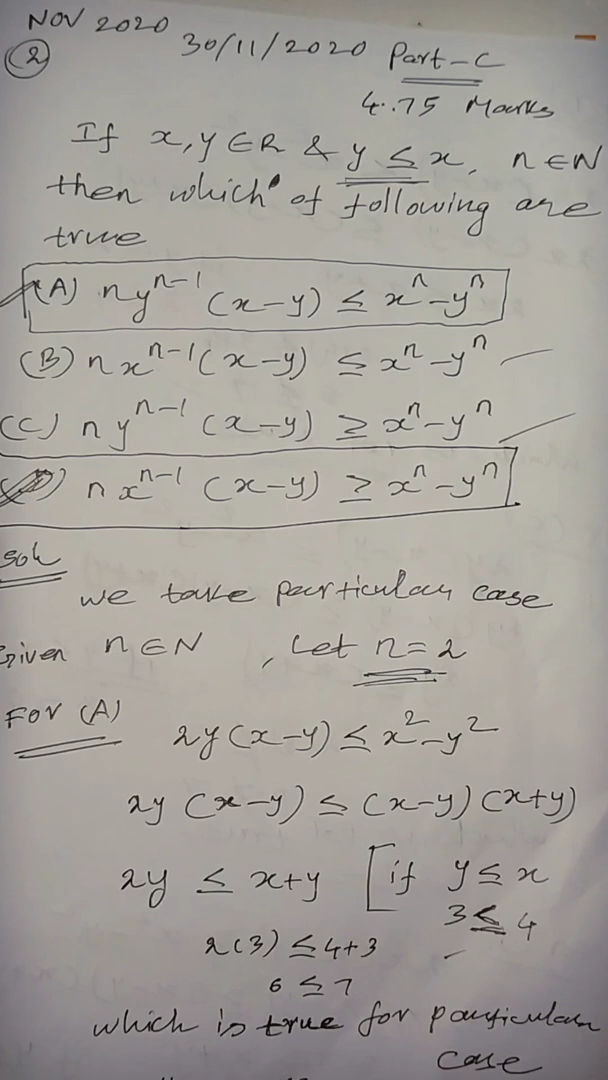 NOV 2020
(2) 30/11/2020 Part-C
4.75 Marks
If x, y ∈ R & y ≤ x, n ∈ N
then which of following are
true
(A) ny^{n-1} (x-y) ≤ x^n - y^n
(B) nx^{n-1} (x-y) ≤ x^n - y^n
(C) ny^{n-1} (x-y) ≥ x^n - y^n
(D) nx^{n-1} (x-y) ≥ x^n - y^n
Soln
we take particular case
Given n ∈ N, Let n = 2
For (A) 2y(x-y) ≤ x^2 - y^2
2y (x-y) ≤ (x-y)(x+y)
2y ≤ x+y [if y ≤ x
3 ≤ 4
2(3) ≤ 4+3
6 ≤ 7
which is true for particular
case